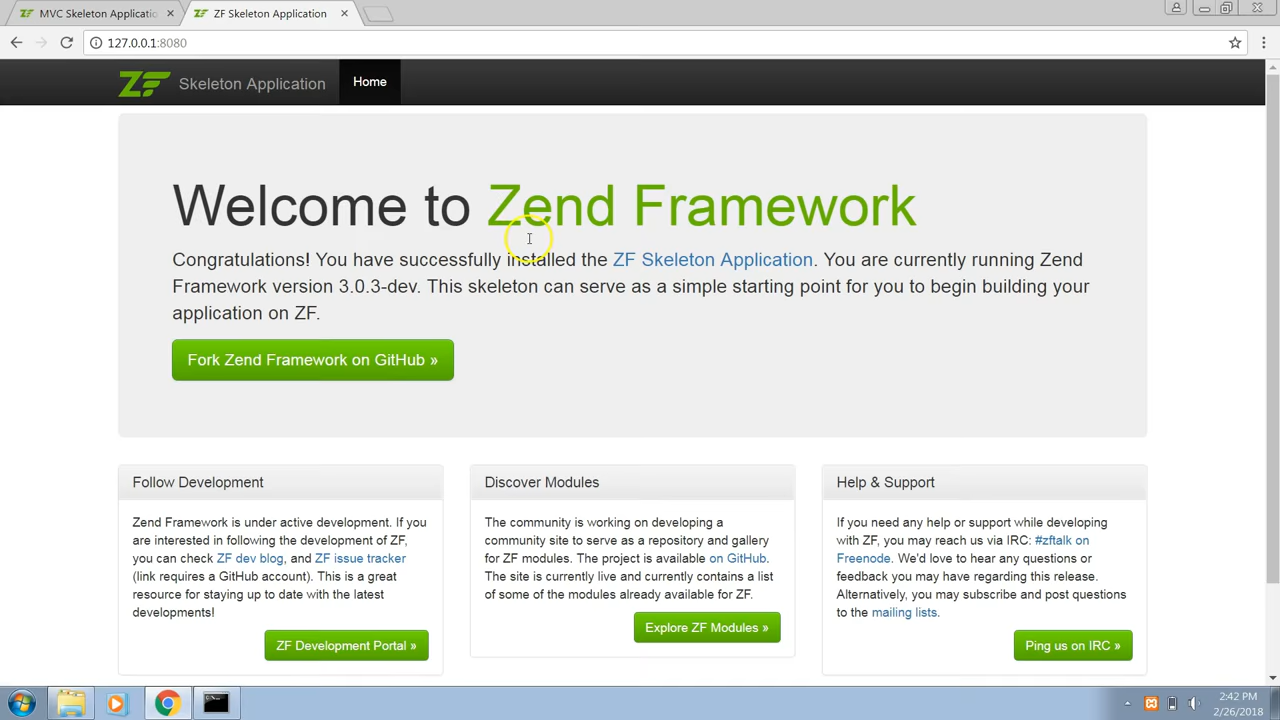 MVC Skeleton Applicatio
ZF Skeleton Application
127.0.0.1:8080
ZF Skeleton Application Home
Welcome to Zend Framework
Congratulations! You have successfully installed the ZF Skeleton Application. You are currently running Zend
Framework version 3.0.3-dev. This skeleton can serve as a simple starting point for you to begin building your
application on ZF.
Fork Zend Framework on GitHub »
Follow Development
Zend Framework is under active development. If you
are interested in following the development of ZF,
you can check ZF dev blog, and ZF issue tracker
(link requires a GitHub account). This is a great
resource for staying up to date with the latest
developments!
ZF Development Portal »
Discover Modules
The community is working on developing a
community site to serve as a repository and gallery
for ZF modules. The project is available on GitHub.
The site is currently live and currently contains a list
of some of the modules already available for ZF.
Explore ZF Modules »
Help & Support
If you need any help or support while developing
with ZF, you may reach us via IRC: #zftalk on
Freenode. We'd love to hear any questions or
feedback you may have regarding this release.
Alternatively, you may subscribe and post questions
to the mailing lists.
Ping us on IRC »
2:42 PM
2/26/2018